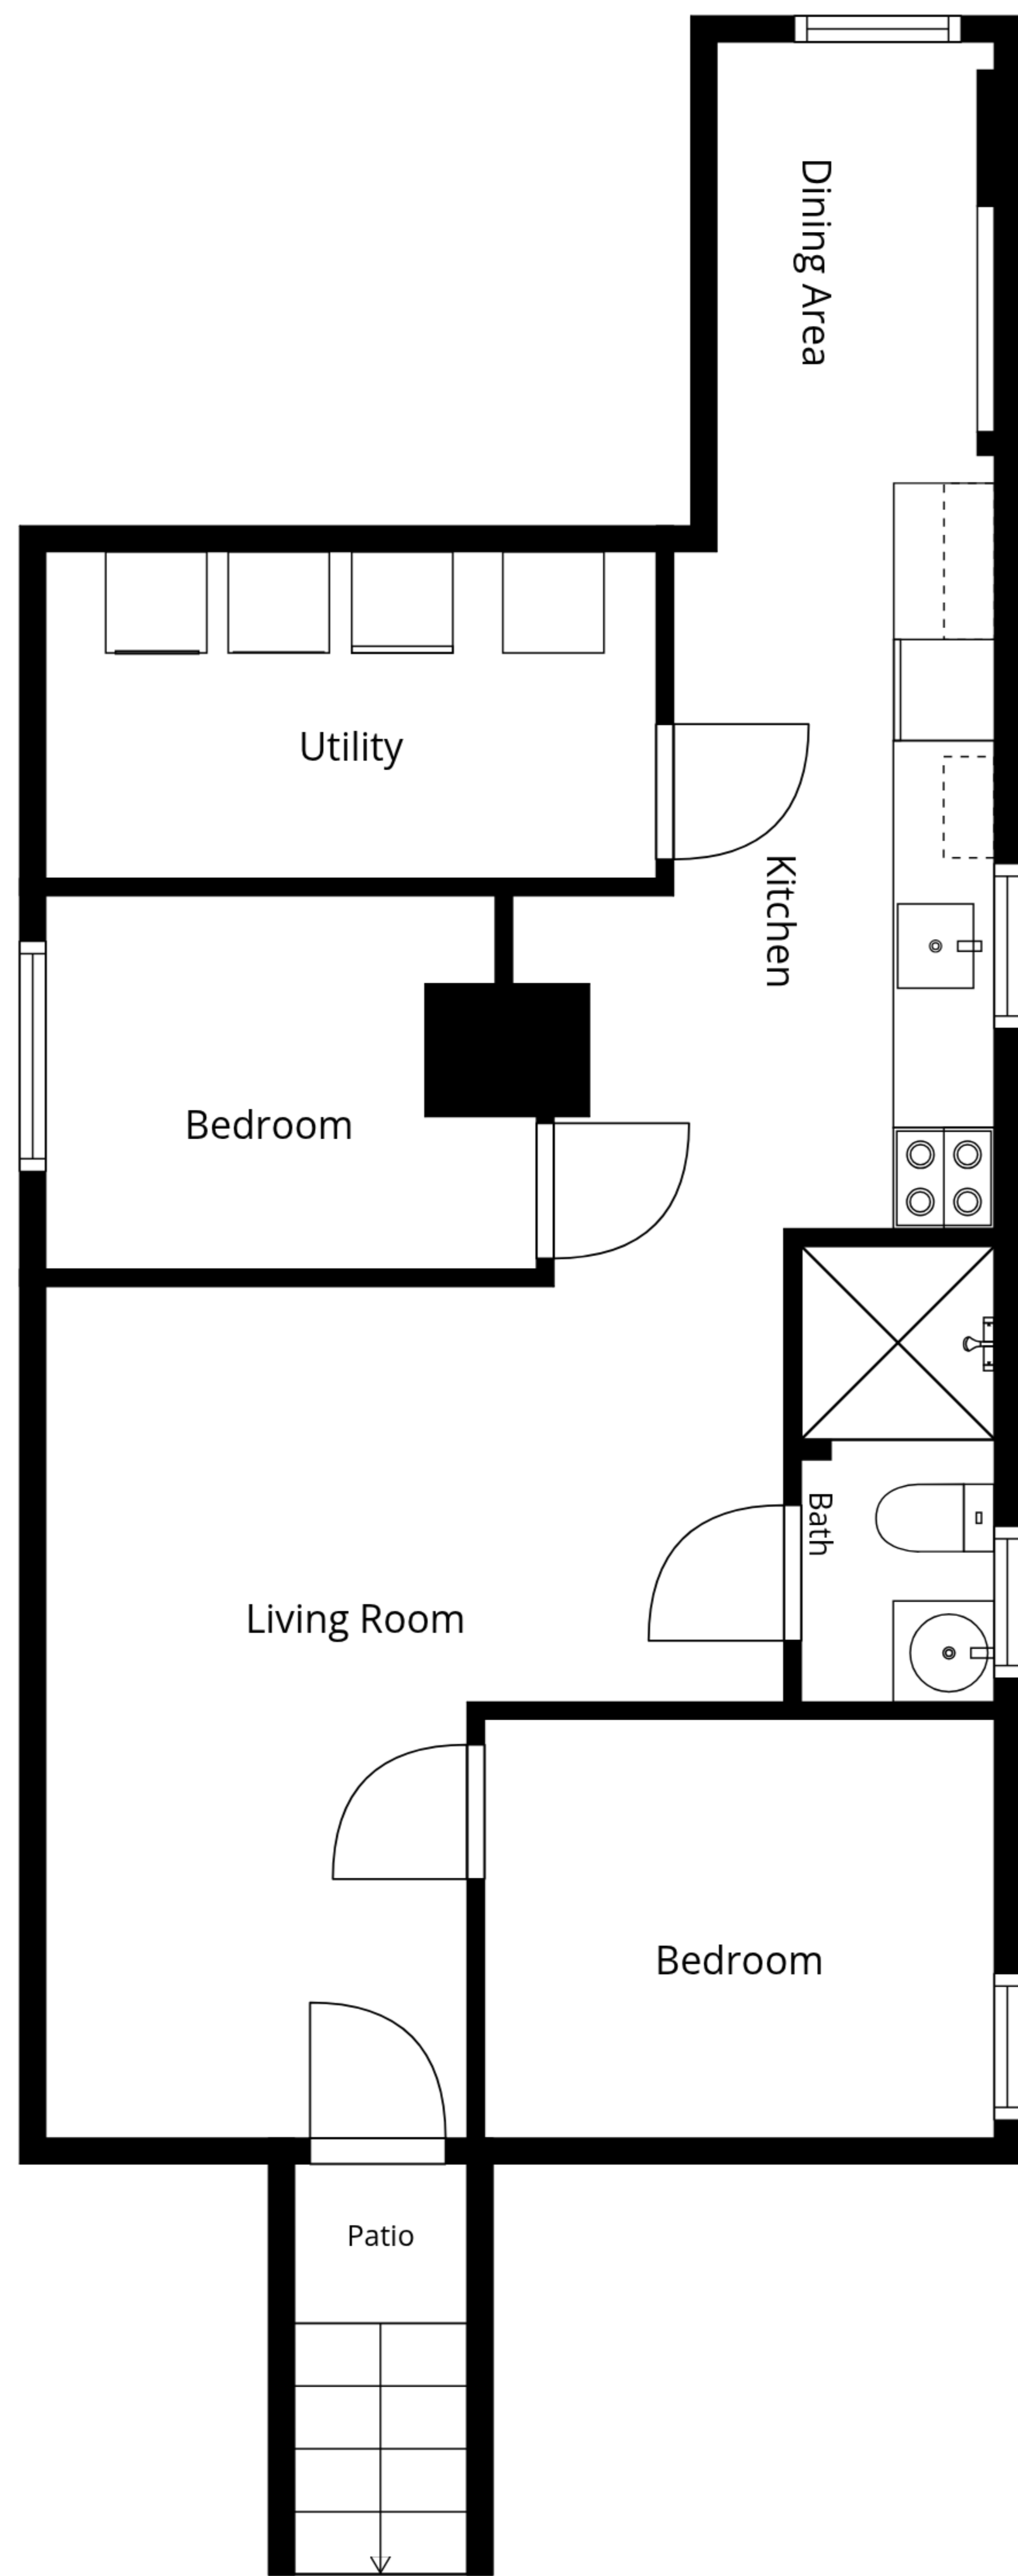 Dining Area
Utility
Kitchen
Bedroom
Bath
Living Room
Bedroom
Patio